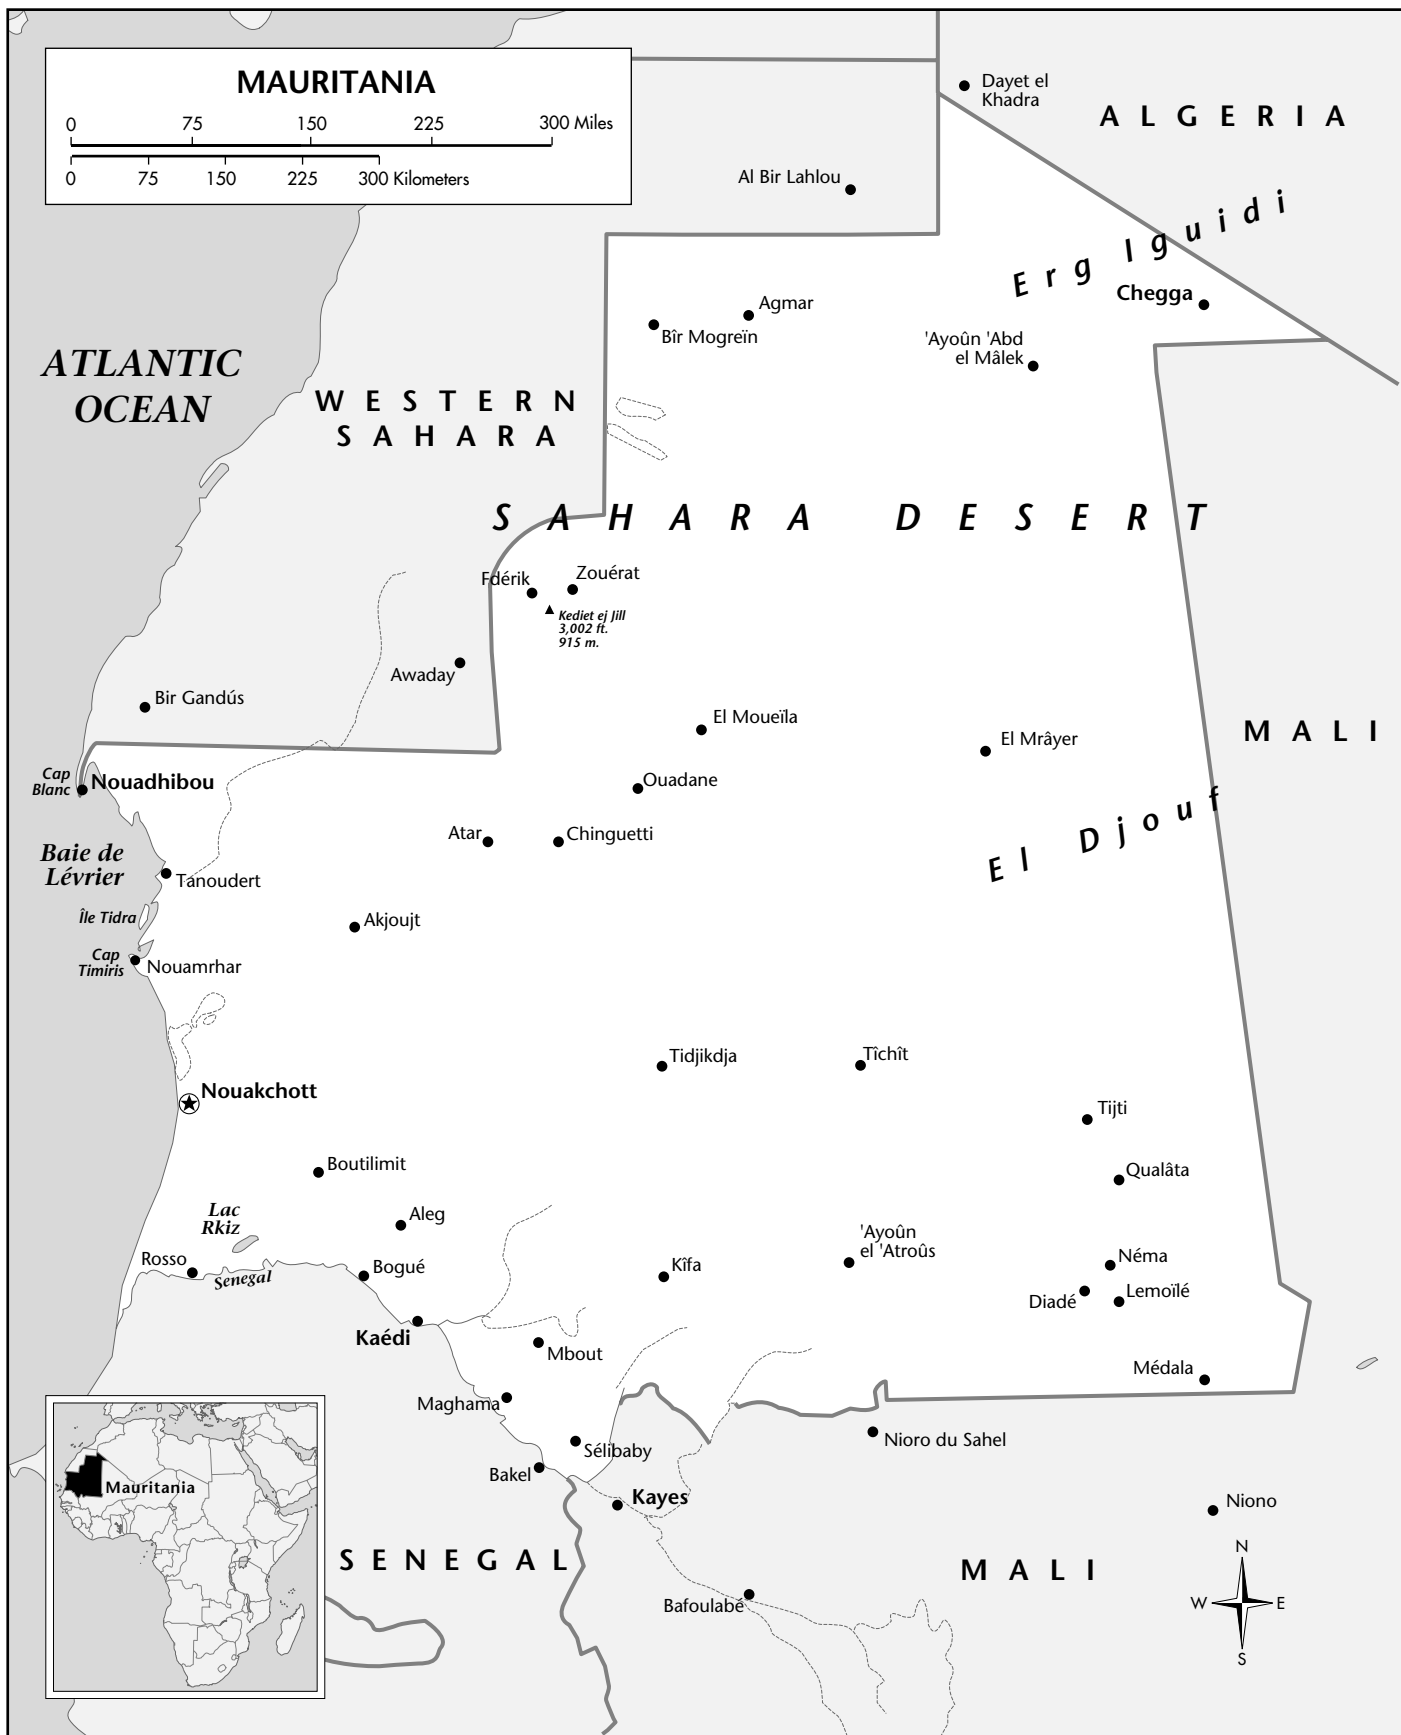 MAURITANIA
0 75 150 225 300 Miles
0 75 150 225 300 Kilometers
Dayet el
Khadra
ALGERIA
Al Bir Lahlou
Erg Iguidi
Chegga
Agmar
Bîr Mogreïn
'Ayoûn 'Abd
el Mâlek
ATLANTIC
OCEAN
WESTERN
SAHARA
SAHARA DESERT
Fdérik
Zouérat
Kediet ej Jill
3,002 ft.
915 m.
Awaday
Bir Gandús
El Moueïla
El Mrâyer
MALI
Cap
Blanc
Nouadhibou
Ouadane
El Djouf
Atar
Chinguetti
Baie de
Lévrier
Tanoudert
Île Tidra
Akjoujt
Cap
Timiris
Nouamrhar
Tidjikdja
Tîchît
Nouakchott
Tijti
Boutilimit
Qualâta
Lac
Rkiz
Aleg
'Ayoûn
el 'Atroûs
Rosso
Senegal
Bogué
Kîfa
Néma
Diadé
Lemoïlé
Kaédi
Mbout
Médala
Maghama
Sélibaby
Nioro du Sahel
Bakel
Kayes
Mauritania
Niono
SENEGAL
MALI
N
W E
S
Bafoulabé